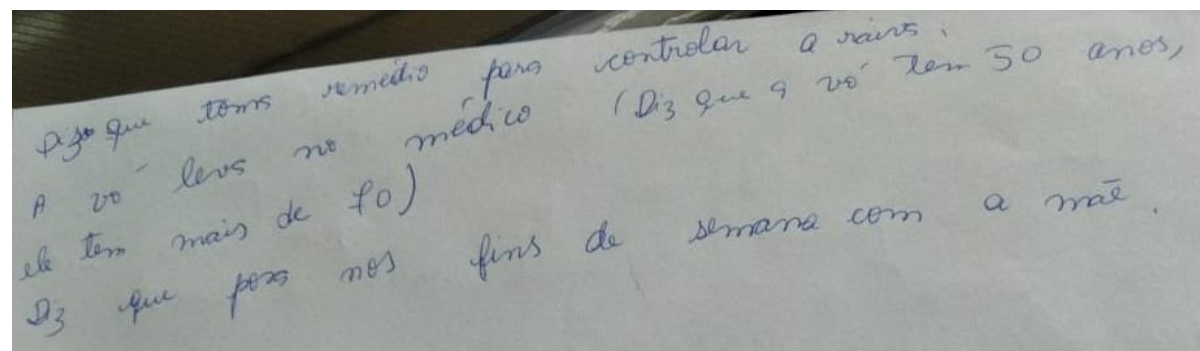 Diz que toma remédio para controlar a raiva.
A vó leva no médico (Diz que a vó tem 50 anos,
ele tem mais de 70)
Diz que para nos fins de semana com a mãe.